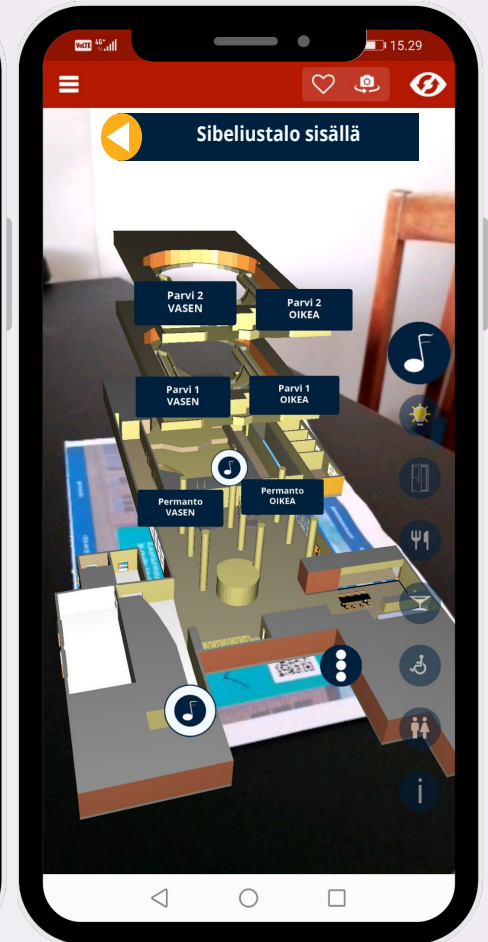 VoLTE 4G 15.29
Sibeliustalo sisällä
Parvi 2
VASEN
Parvi 2
OIKEA
Parvi 1
VASEN
Parvi 1
OIKEA
Permanto
VASEN
Permanto
OIKEA
i